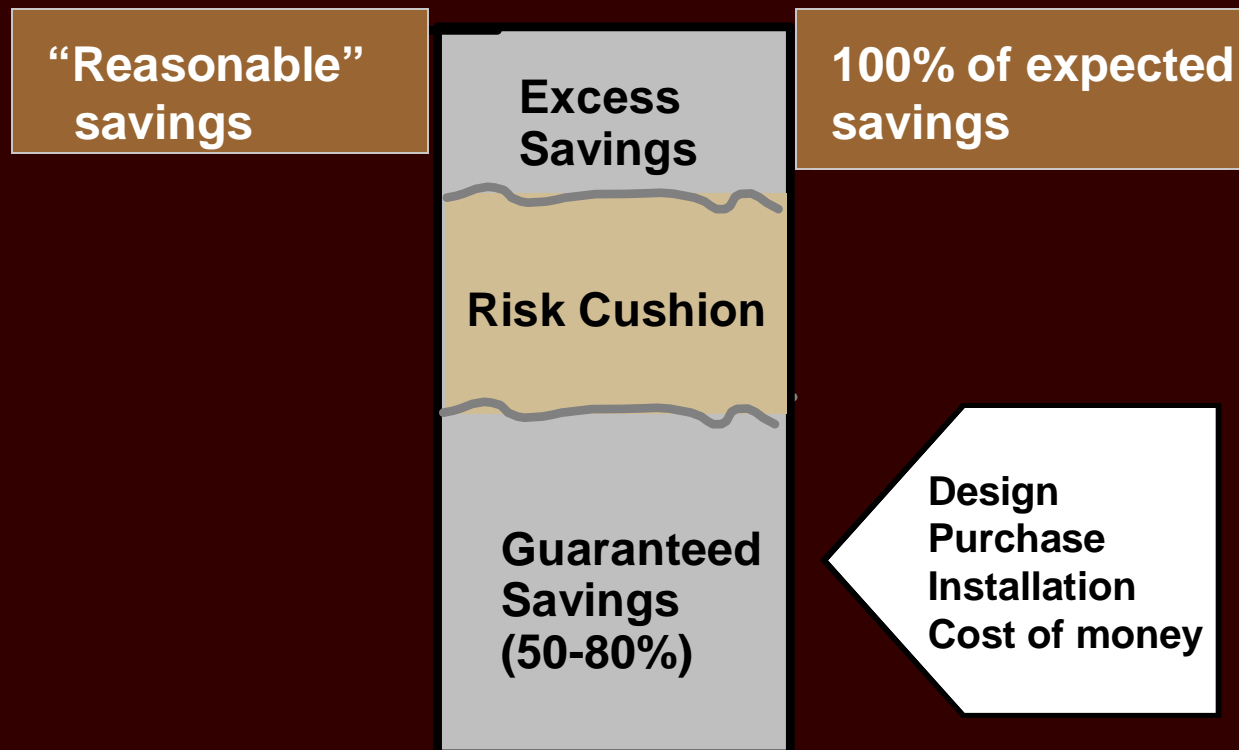 “Reasonable”
savings
Excess
Savings
100% of expected
savings
Risk Cushion
Guaranteed
Savings
(50-80%)
Design
Purchase
Installation
Cost of money